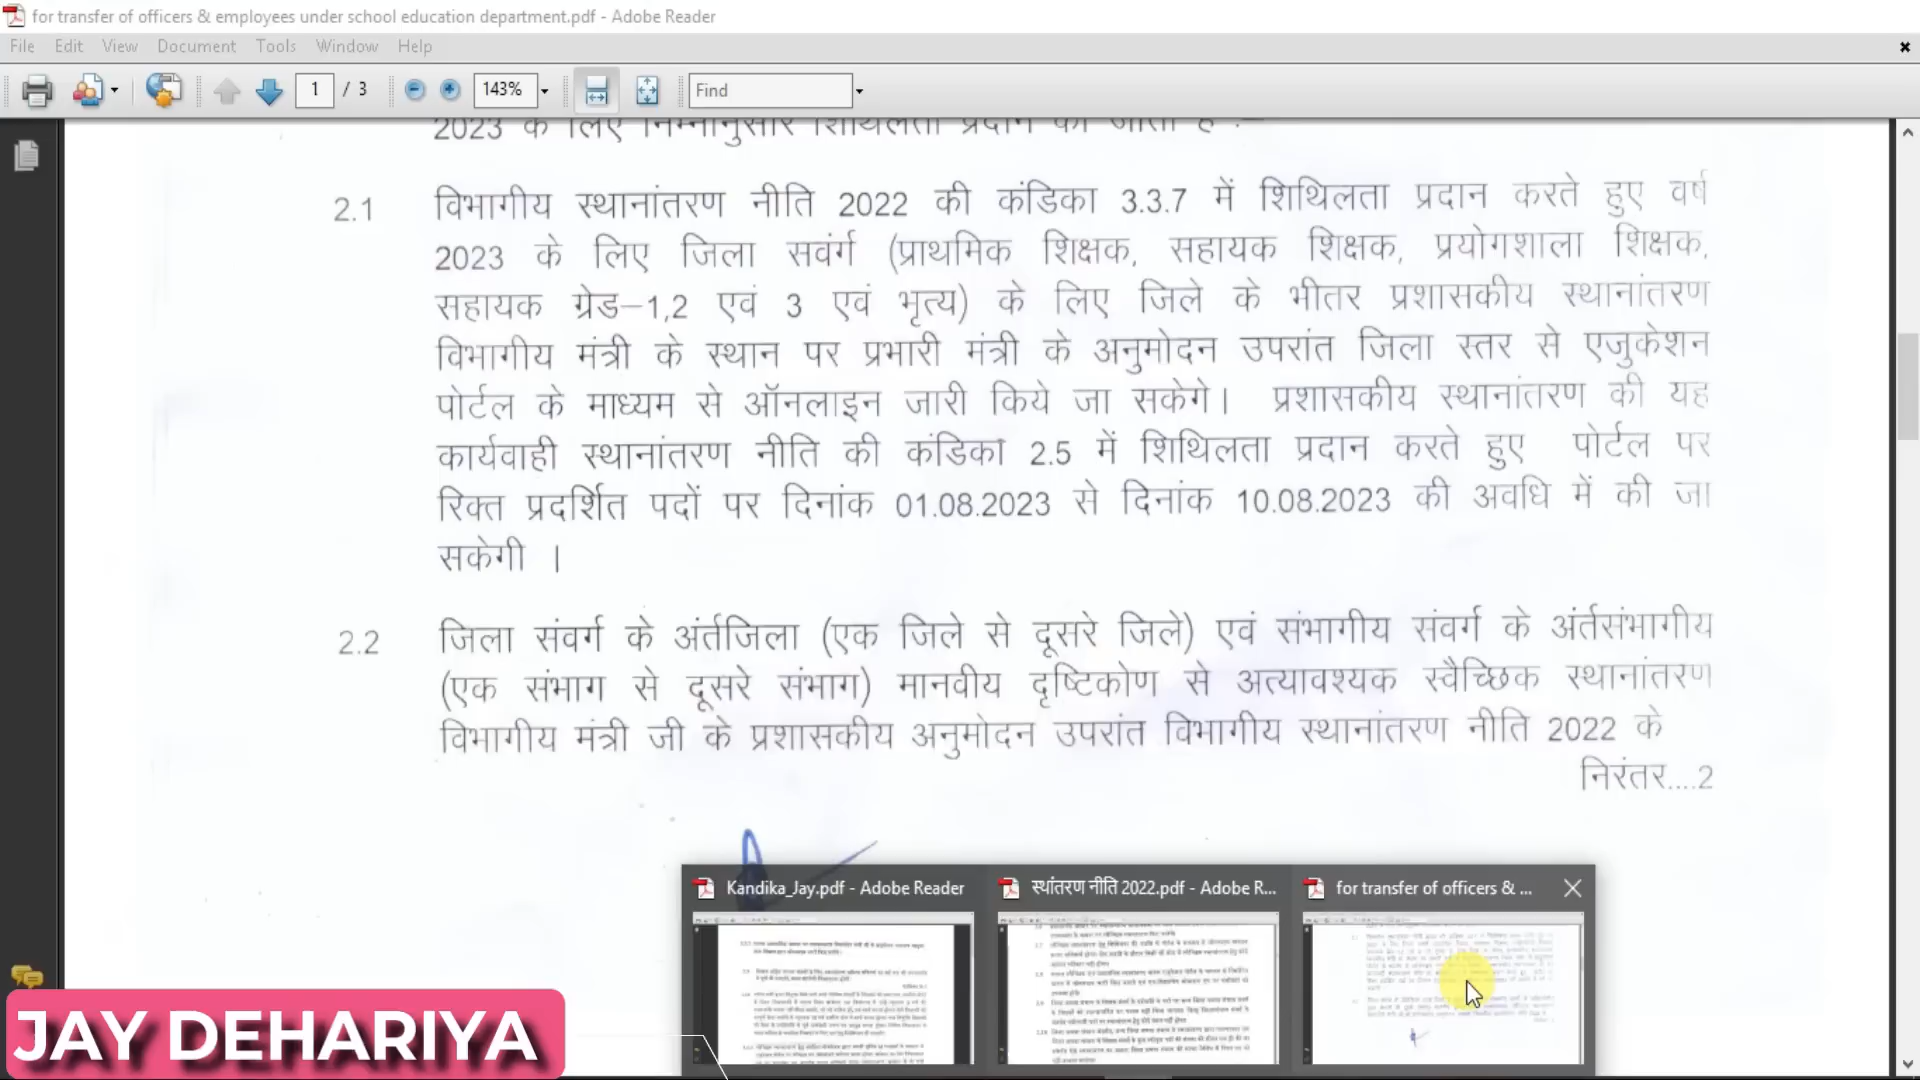 for transfer of officers & employees under school education department.pdf - Adobe Reader
File Edit View Document Tools Window Help
1 / 3 143% Find
2023 के लिए निम्नानुसार शिथिलता प्रदान की जाती है :-
2.1 विभागीय स्थानांतरण नीति 2022 की कंडिका 3.3.7 में शिथिलता प्रदान करते हुए वर्ष
2023 के लिए जिला सवंर्ग (प्राथमिक शिक्षक, सहायक शिक्षक, प्रयोगशाला शिक्षक,
सहायक ग्रेड–1,2 एवं 3 एवं भृत्य) के लिए जिले के भीतर प्रशासकीय स्थानांतरण
विभागीय मंत्री के स्थान पर प्रभारी मंत्री के अनुमोदन उपरांत जिला स्तर से एजुकेशन
पोर्टल के माध्यम से ऑनलाइन जारी किये जा सकेगे। प्रशासकीय स्थानांतरण की यह
कार्यवाही स्थानांतरण नीति की कंडिका 2.5 में शिथिलता प्रदान करते हुए पोर्टल पर
रिक्त प्रदर्शित पदों पर दिनांक 01.08.2023 से दिनांक 10.08.2023 की अवधि में की जा
सकेगी ।
2.2 जिला संवर्ग के अंर्तजिला (एक जिले से दूसरे जिले) एवं संभागीय संवर्ग के अंर्तसंभागीय
(एक संभाग से दूसरे संभाग) मानवीय दृष्टिकोण से अत्यावश्यक स्वैच्छिक स्थानांतरण
विभागीय मंत्री जी के प्रशासकीय अनुमोदन उपरांत विभागीय स्थानांतरण नीति 2022 के
निरंतर....2
Kandika_Jay.pdf - Adobe Reader
स्थांतरण नीति 2022.pdf - Adobe R...
for transfer of officers & ...
JAY DEHARIYA